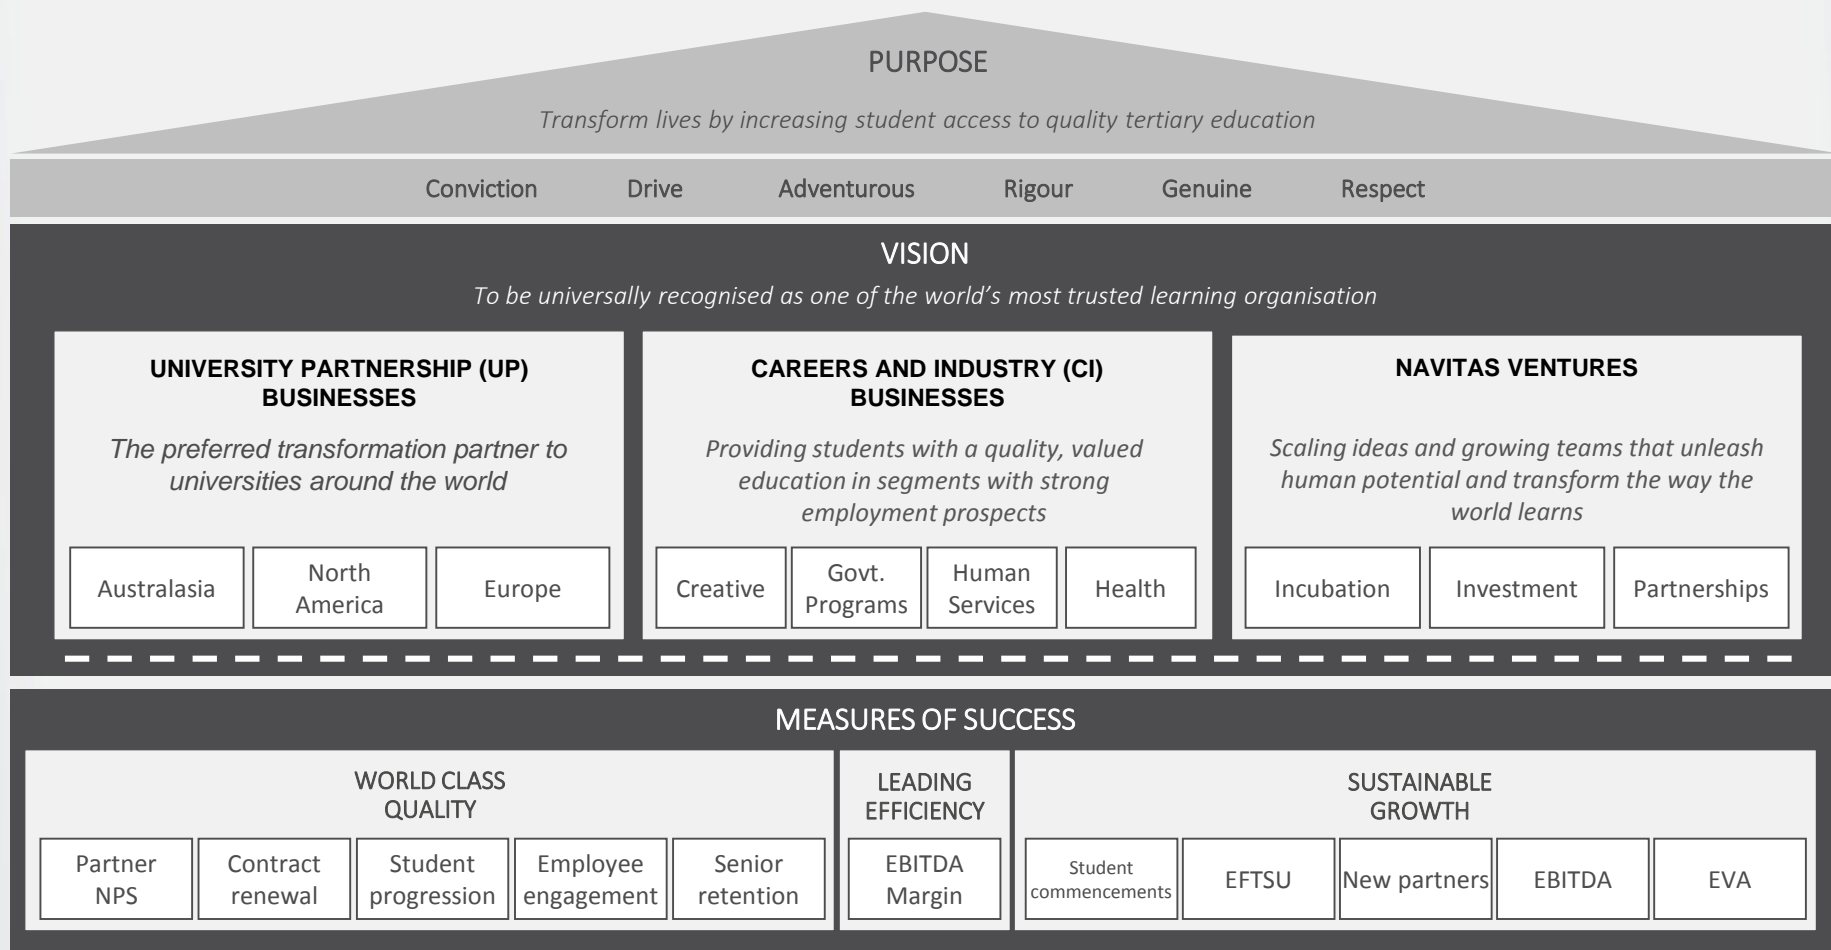 PURPOSE
Transform lives by increasing student access to quality tertiary education
Conviction Drive Adventurous Rigour Genuine Respect
VISION
To be universally recognised as one of the world's most trusted learning organisation
UNIVERSITY PARTNERSHIP (UP)
BUSINESSES
The preferred transformation partner to
universities around the world
Australasia
North
America
Europe
CAREERS AND INDUSTRY (CI)
BUSINESSES
Providing students with a quality, valued
education in segments with strong
employment prospects
Creative
Govt.
Programs
Human
Services
Health
NAVITAS VENTURES
Scaling ideas and growing teams that unleash
human potential and transform the way the
world learns
Incubation
Investment
Partnerships
MEASURES OF SUCCESS
WORLD CLASS
QUALITY
Partner
NPS
Contract
renewal
Student
progression
Employee
engagement
Senior
retention
LEADING
EFFICIENCY
EBITDA
Margin
SUSTAINABLE
GROWTH
Student
commencements
EFTSU
New partners
EBITDA
EVA